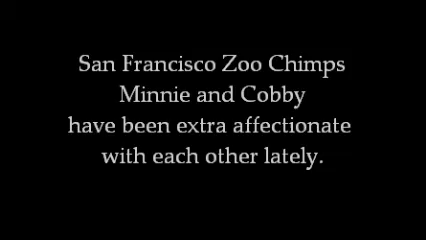 San Francisco Zoo Chimps
Minnie and Cobby
have been extra affectionate
with each other lately.